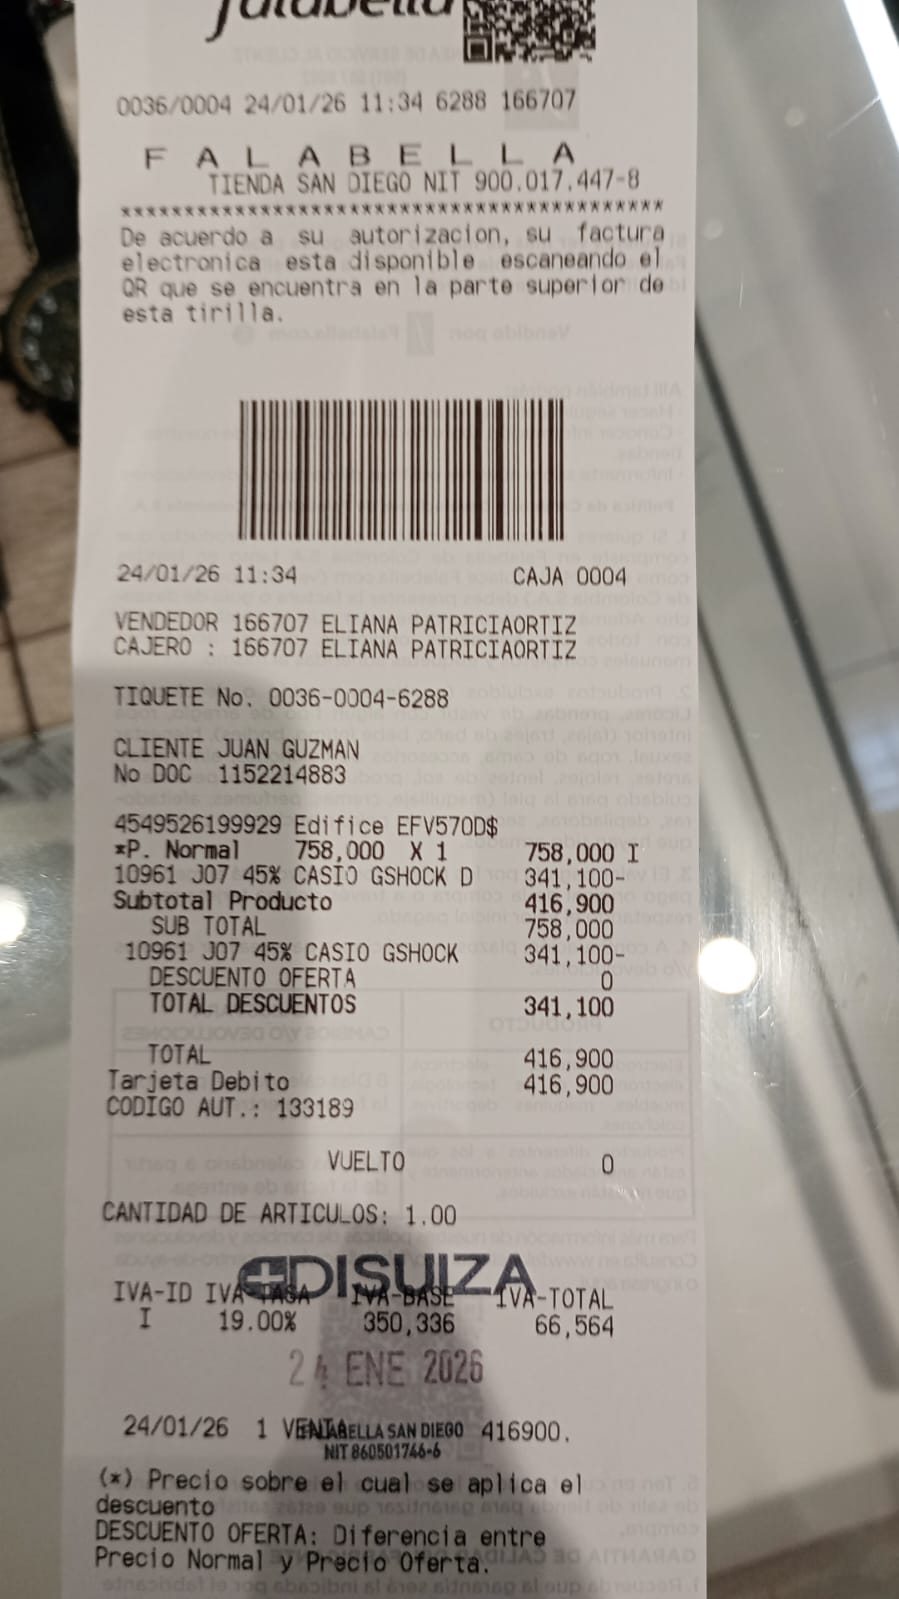 falabella
0036/0004 24/01/26 11:34 6288 166707
F A L A B E L L A
TIENDA SAN DIEGO NIT 900.017.447-8
******************************************
De acuerdo a su autorizacion, su factura
electronica esta disponible escaneando el
QR que se encuentra en la parte superior de
esta tirilla.
24/01/26 11:34 CAJA 0004
VENDEDOR 166707 ELIANA PATRICIAORTIZ
CAJERO : 166707 ELIANA PATRICIAORTIZ
TIQUETE No. 0036-0004-6288
CLIENTE JUAN GUZMAN
No DOC 1152214883
4549526199929 Edifice EFV570D$
*P. Normal 758,000 X 1 758,000 I
10961 J07 45% CASIO GSHOCK D 341,100-
Subtotal Producto 416,900
SUB TOTAL 758,000
10961 J07 45% CASIO GSHOCK 341,100-
DESCUENTO OFERTA 0
TOTAL DESCUENTOS 341,100
TOTAL 416,900
Tarjeta Debito 416,900
CODIGO AUT.: 133189
VUELTO 0
CANTIDAD DE ARTICULOS: 1.00
DISUIZA
IVA-ID IVA-TASA IVA-BASE IVA-TOTAL
I 19.00% 350,336 66,564
24 ENE 2026
24/01/26 1 VENTA 416900.
SAN DIEGO
NIT 860501746-6
(*) Precio sobre el cual se aplica el
descuento
DESCUENTO OFERTA: Diferencia entre
Precio Normal y Precio Oferta.